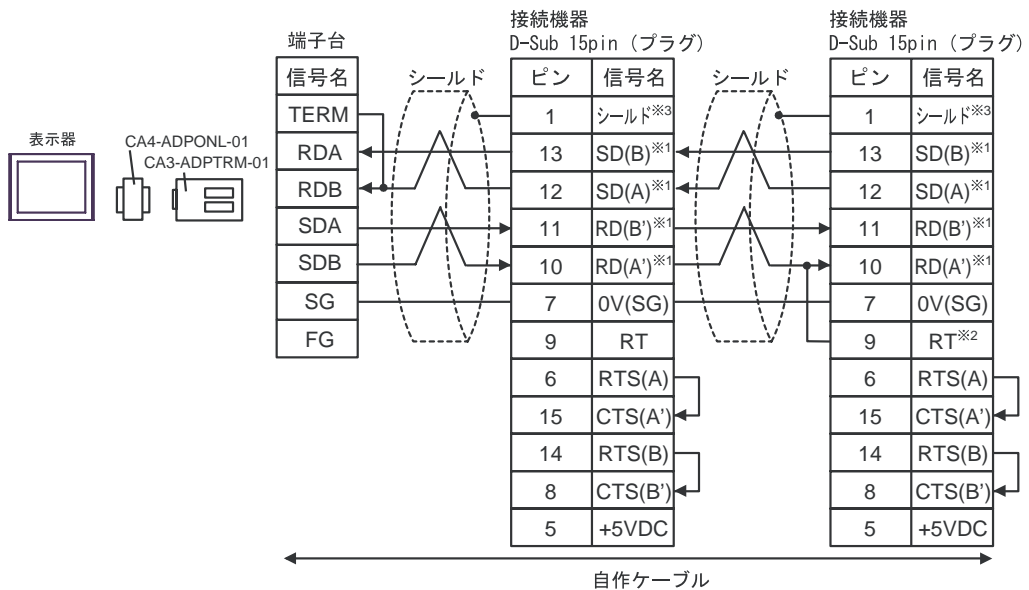 接続機器
D-Sub 15pin (プラグ)
接続機器
D-Sub 15pin (プラグ)
端子台
信号名
シールド
ピン 信号名
シールド
ピン 信号名
TERM
1 シールド※3
1 シールド※3
表示器
CA4-ADPONL-01
CA3-ADPTRM-01
RDA
13 SD(B)※1
13 SD(B)※1
RDB
12 SD(A)※1
12 SD(A)※1
SDA
11 RD(B')※1
11 RD(B')※1
SDB
10 RD(A')※1
10 RD(A')※1
SG
7 0V(SG)
7 0V(SG)
FG
9 RT
9 RT※2
6 RTS(A)
6 RTS(A)
15 CTS(A')
15 CTS(A')
14 RTS(B)
14 RTS(B)
8 CTS(B')
8 CTS(B')
5 +5VDC
5 +5VDC
自作ケーブル